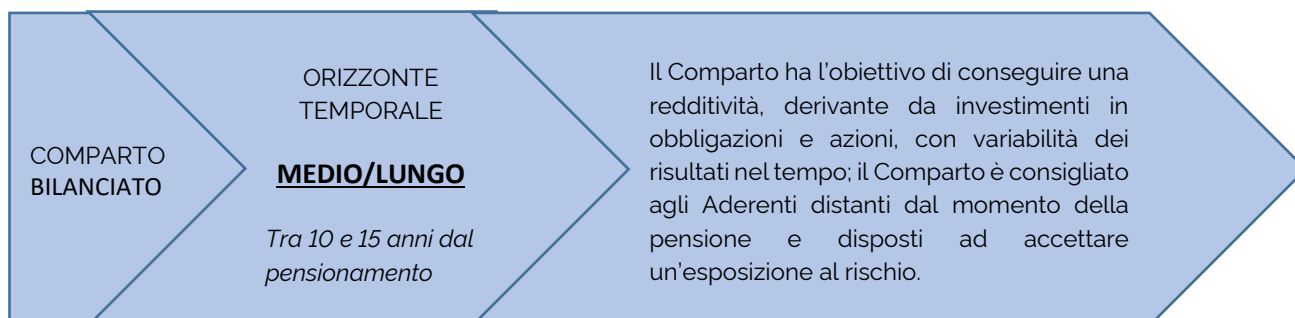 COMPARTO
BILANCIATO
ORIZZONTE
TEMPORALE
MEDIO/LUNGO
Tra 10 e 15 anni dal
pensionamento
Il Comparto ha l’obiettivo di conseguire una
redditività, derivante da investimenti in
obbligazioni e azioni, con variabilità dei
risultati nel tempo; il Comparto è consigliato
agli Aderenti distanti dal momento della
pensione e disposti ad accettare
un’esposizione al rischio.